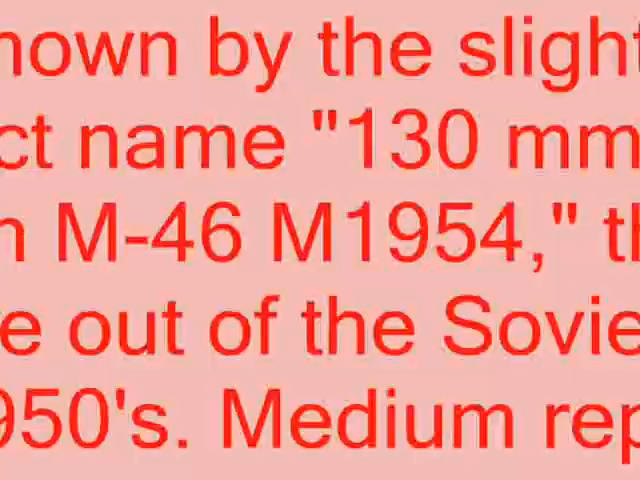 nown by the slight
ct name "130 mm
n M-46 M1954," th
e out of the Sovie
950's. Medium rep